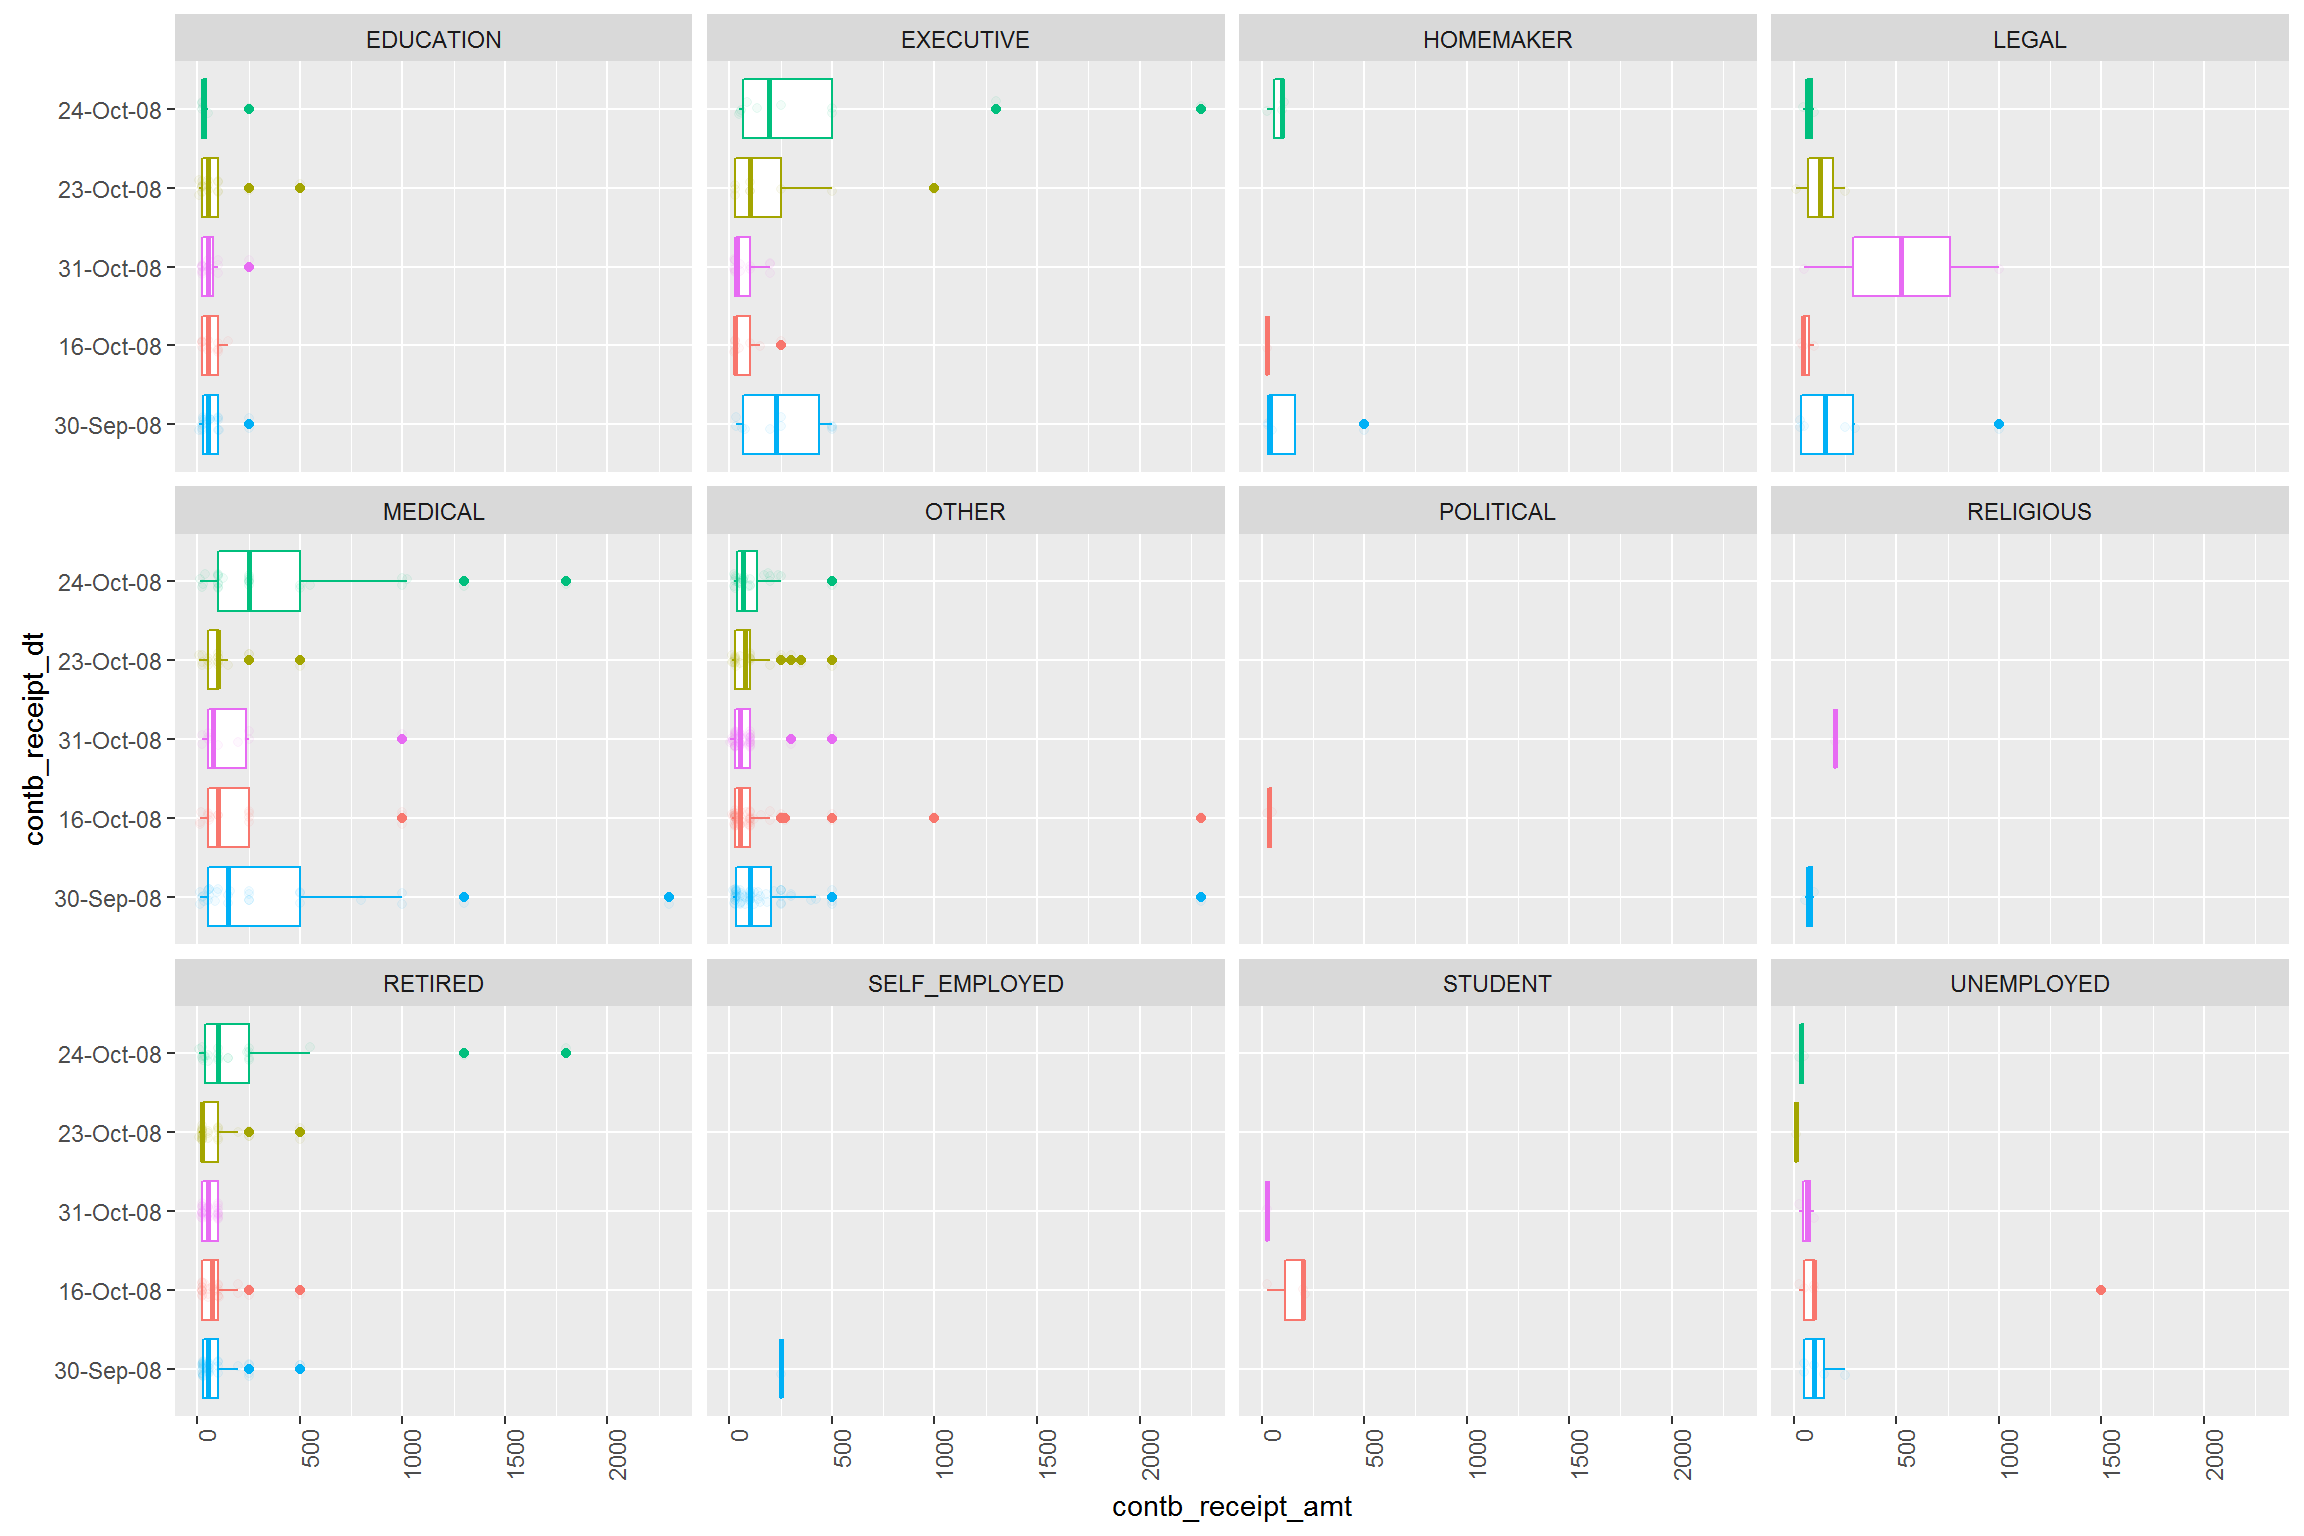 EDUCATION EXECUTIVE HOMEMAKER LEGAL
24-Oct-08
23-Oct-08
31-Oct-08
16-Oct-08
30-Sep-08
MEDICAL OTHER POLITICAL RELIGIOUS
24-Oct-08
23-Oct-08
31-Oct-08
16-Oct-08
30-Sep-08
contb_receipt_dt
RETIRED SELF_EMPLOYED STUDENT UNEMPLOYED
24-Oct-08
23-Oct-08
31-Oct-08
16-Oct-08
30-Sep-08
0 500 1000 1500 2000 0 500 1000 1500 2000 0 500 1000 1500 2000 0 500 1000 1500 2000
contb_receipt_amt